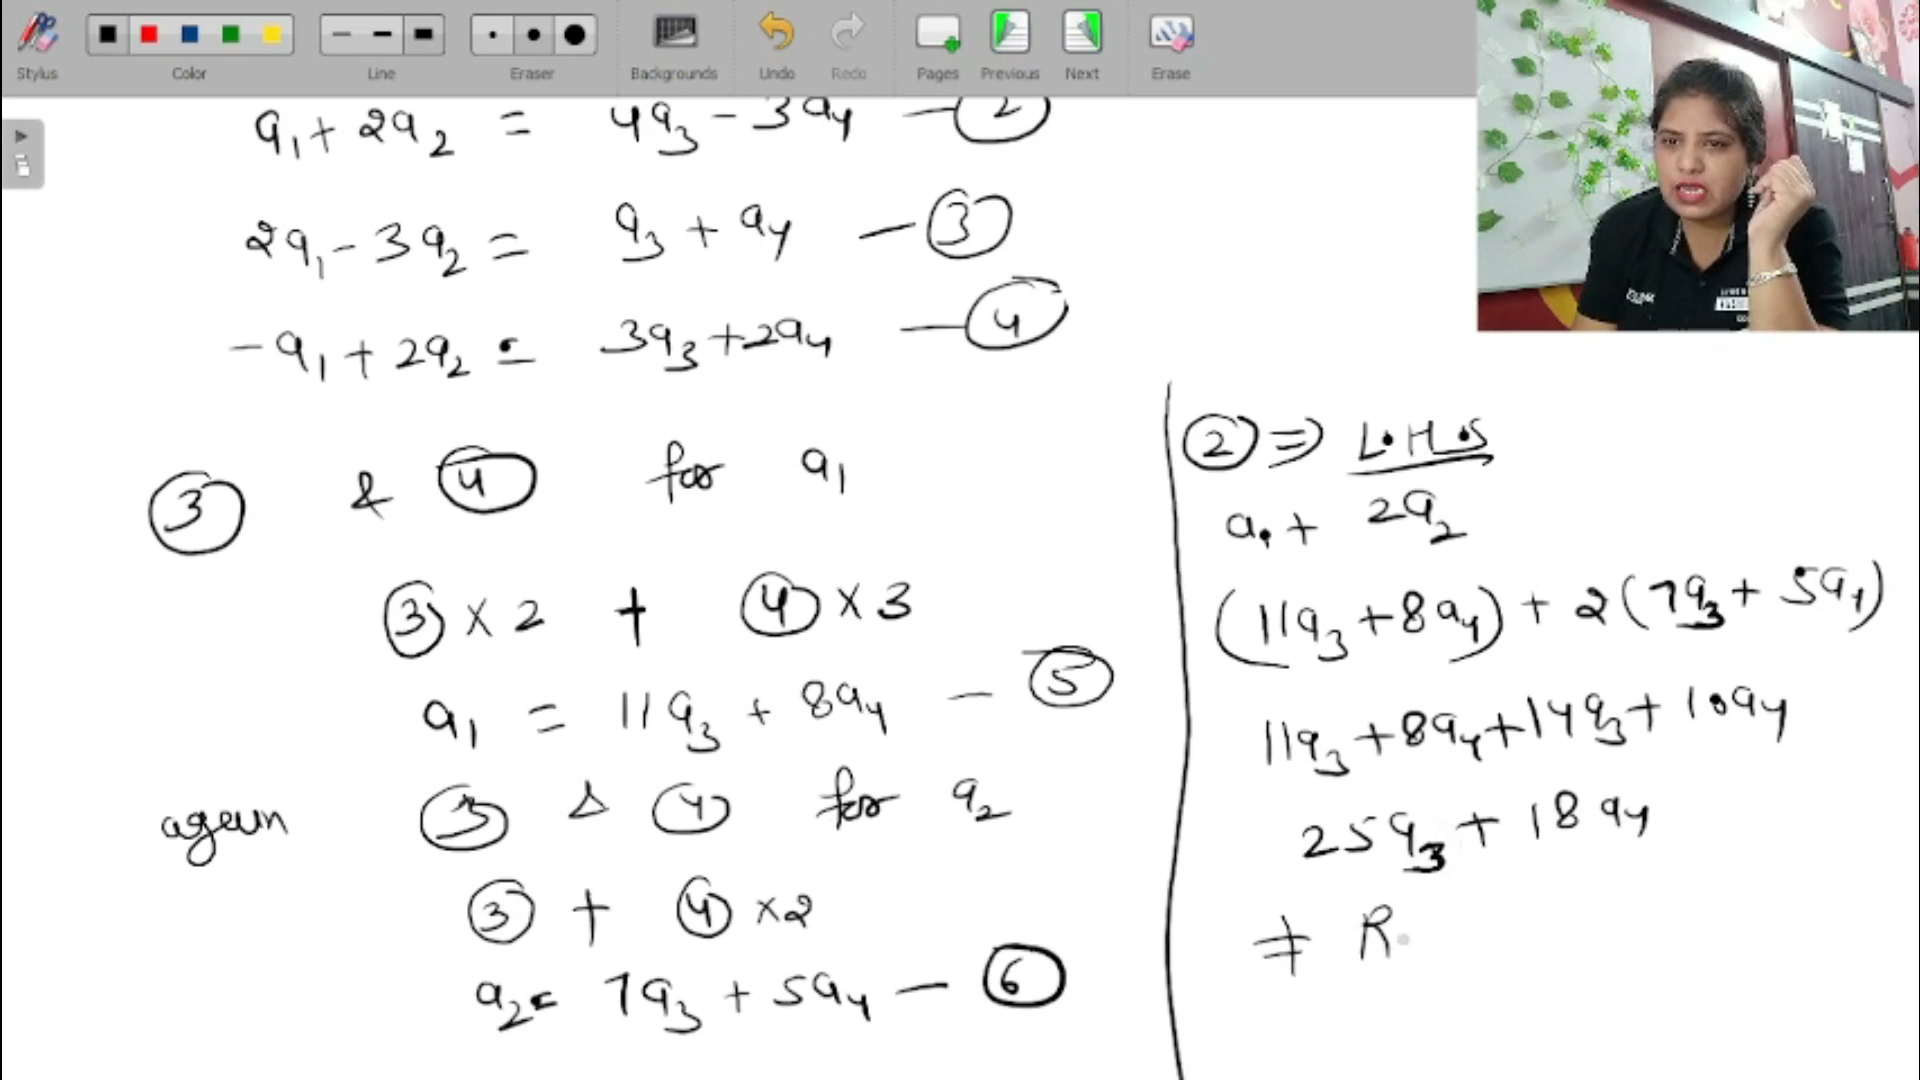 Stylus
Color
Line
Eraser
Backgrounds
Undo
Redo
Pages
Previous
Next
Erase
a₁ + 2a₂ = 4a₃ - 3a₄ — ②
2a₁ - 3a₂ = a₃ + a₄ — ③
-a₁ + 2a₂ = 3a₃ + 2a₄ — ④
③ & ④ for a₁
③ × 2 + ④ × 3
a₁ = 11a₃ + 8a₄ — ⑤
again ③ & ④ for a₂
③ + ④ × 2
a₂ = 7a₃ + 5a₄ — ⑥
② ⇒ L.H.S
a₁ + 2a₂
(11a₃ + 8a₄) + 2(7a₃ + 5a₄)
11a₃ + 8a₄ + 14a₃ + 10a₄
25a₃ + 18a₄
≠ R.